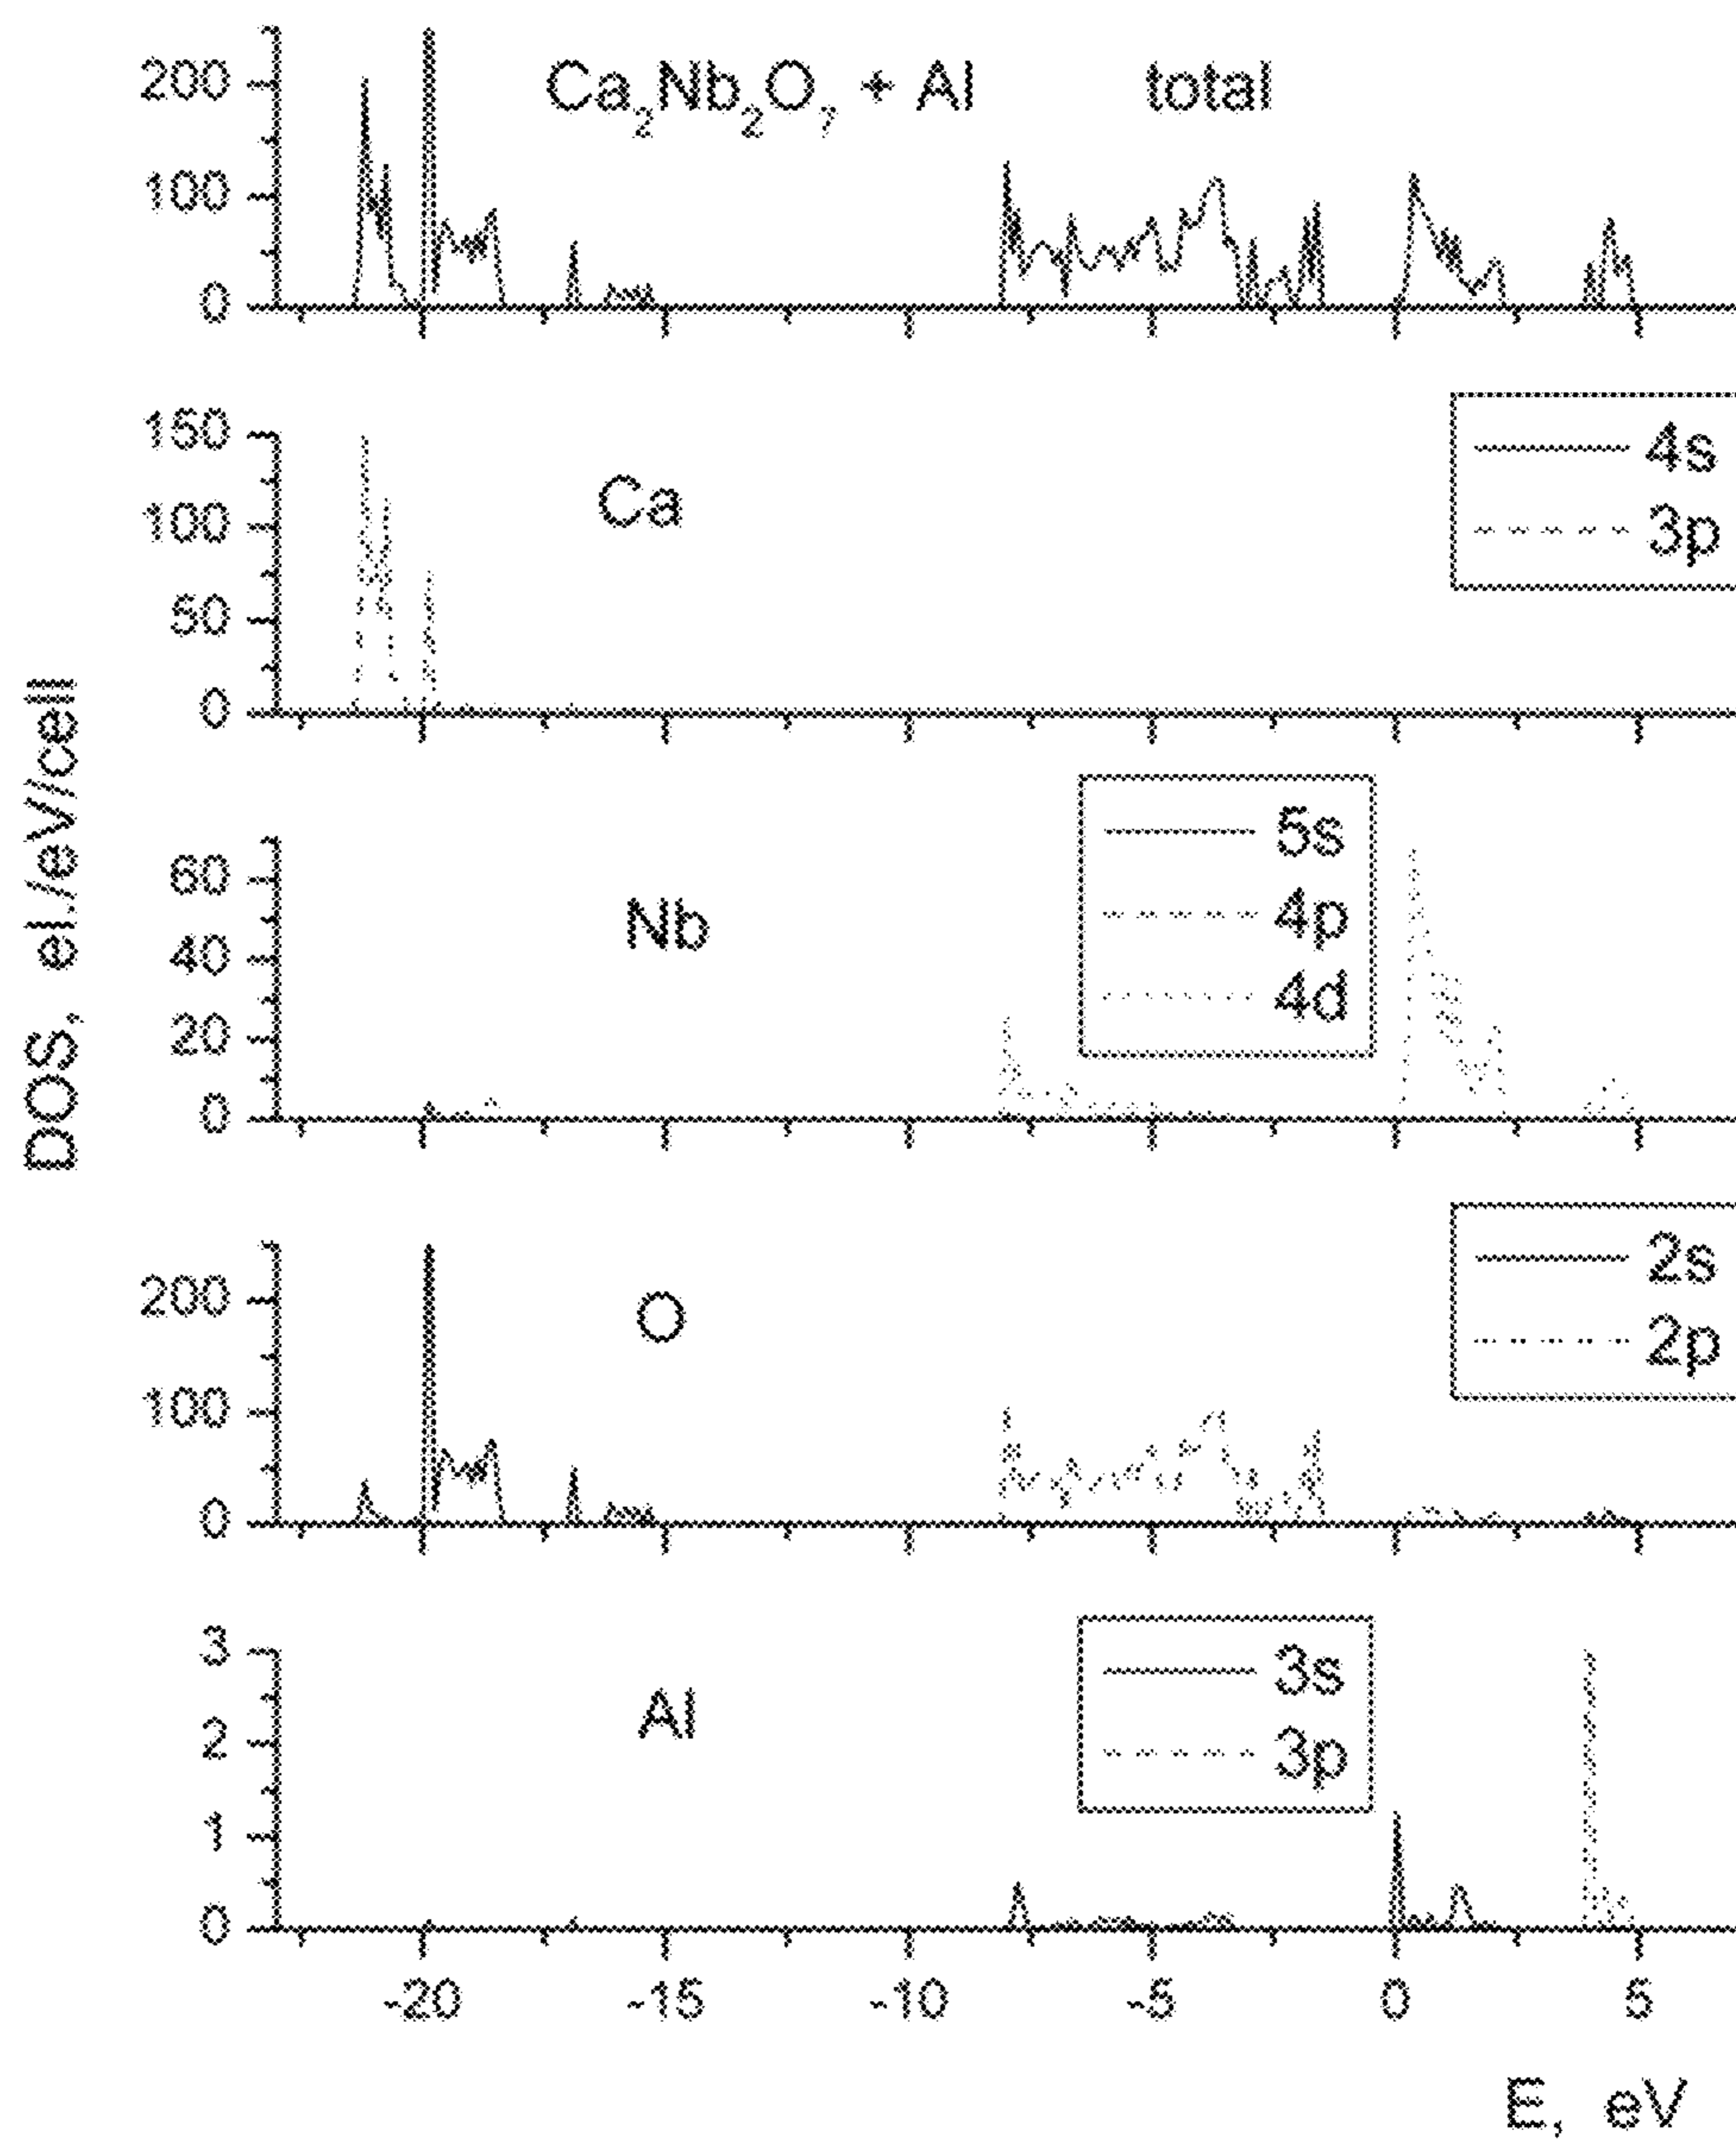 Ca₂Nb₂O₇ + Al total
200
100
0
Ca
4s
3p
150
100
50
0
Nb
5s
4p
4d
60
40
20
0
DOS, el./eV/cell
O
2s
2p
200
100
0
Al
3s
3p
3
2
1
0
-20 -15 -10 -5 0 5
E, eV